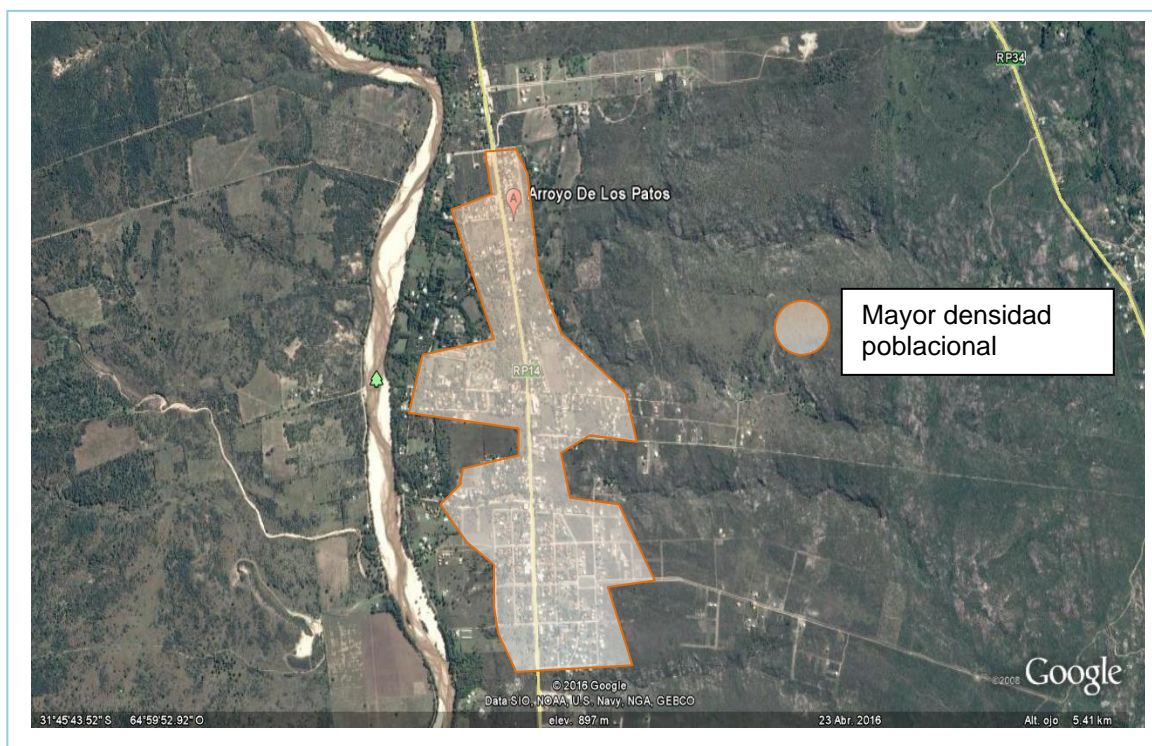 RP34
A
Arroyo De Los Patos
Mayor densidad
poblacional
RP14
©2008 Google
© 2016 Google
Data SIO, NOAA, U.S. Navy, NGA, GEBCO
31°45'43.52" S 64°59'52.92" O elev. 897 m 23 Abr. 2016 Alt. ojo 5.41 km